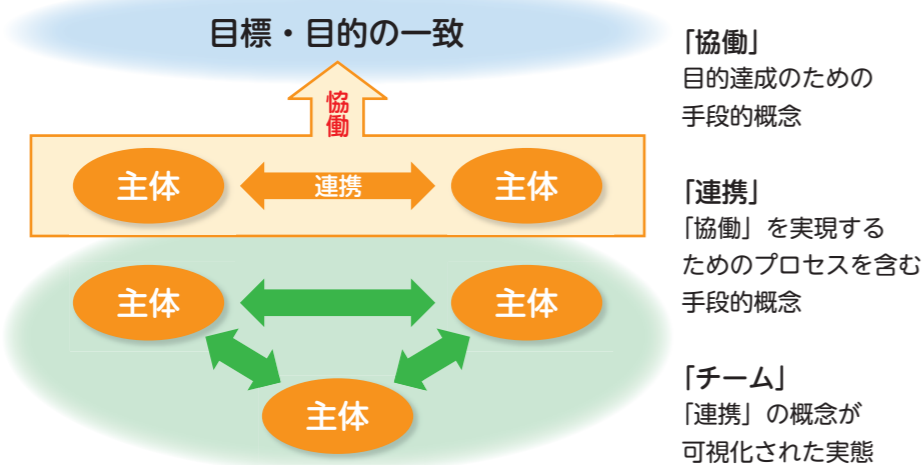 目標・目的の一致
協働
主体
連携
主体
主体
主体
主体
「協働」
目的達成のための
手段的概念
「連携」
「協働」を実現する
ためのプロセスを含む
手段的概念
「チーム」
「連携」の概念が
可視化された実態